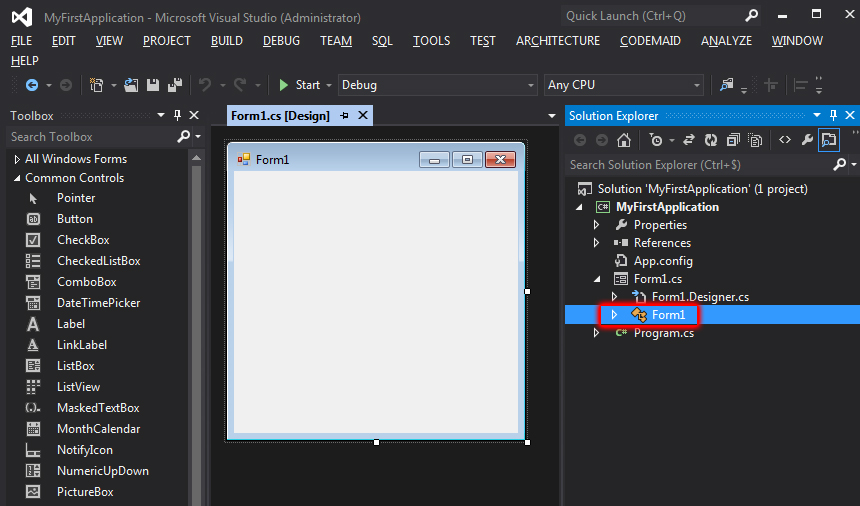 MyFirstApplication - Microsoft Visual Studio (Administrator)
Quick Launch (Ctrl+Q)
FILE EDIT VIEW PROJECT BUILD DEBUG TEAM SQL TOOLS TEST ARCHITECTURE CODEMAID ANALYZE WINDOW
HELP
Start Debug Any CPU
Toolbox
Search Toolbox
All Windows Forms
Common Controls
Pointer
Button
CheckBox
CheckedListBox
ComboBox
DateTimePicker
Label
LinkLabel
ListBox
ListView
MaskedTextBox
MonthCalendar
NotifyIcon
NumericUpDown
PictureBox
Form1.cs [Design]
Form1
Solution Explorer
Search Solution Explorer (Ctrl+$)
Solution 'MyFirstApplication' (1 project)
MyFirstApplication
Properties
References
App.config
Form1.cs
Form1.Designer.cs
Form1
Program.cs